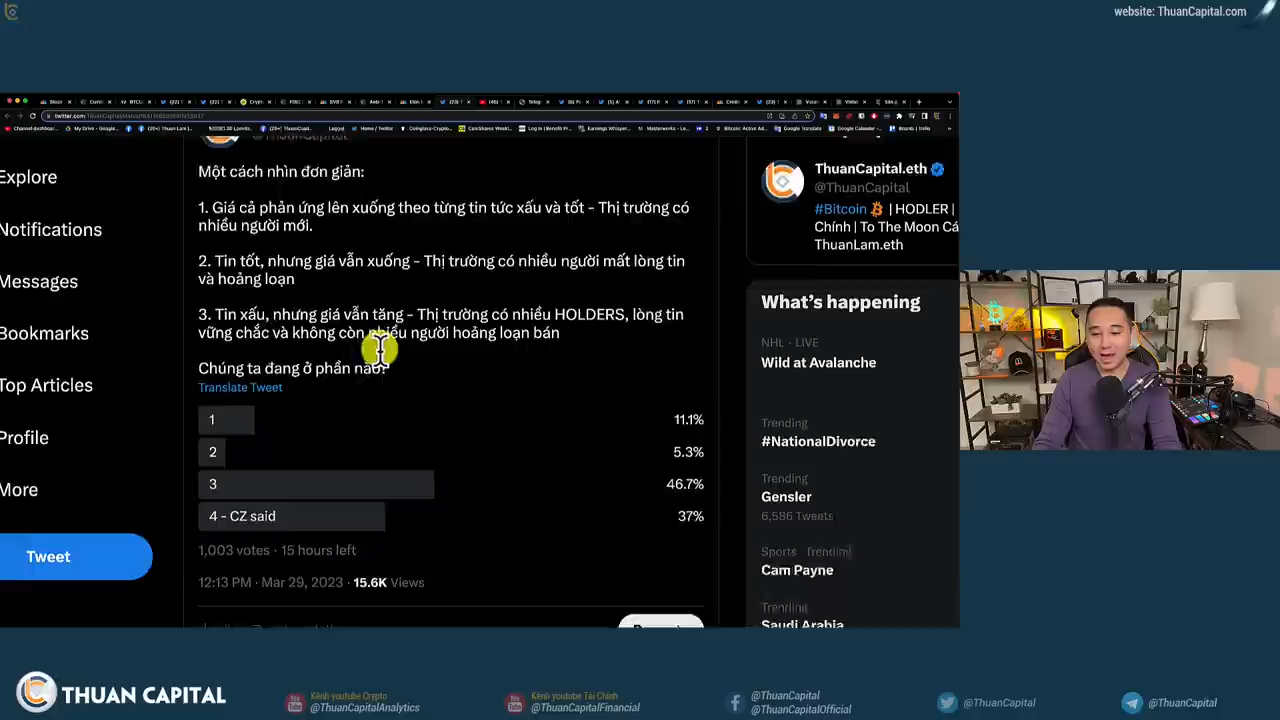 website: ThuanCapital.com
Một cách nhìn đơn giản:
1. Giá cả phản ứng lên xuống theo từng tin tức xấu và tốt - Thị trường có
nhiều người mới.
2. Tin tốt, nhưng giá vẫn xuống - Thị trường có nhiều người mất lòng tin
và hoảng loạn
3. Tin xấu, nhưng giá vẫn tăng - Thị trường có nhiều HOLDERS, lòng tin
vững chắc và không còn nhiều người hoảng loạn bán
Chúng ta đang ở phần nào?
Translate Tweet
1 11.1%
2 5.3%
3 46.7%
4 - CZ said 37%
1,003 votes · 15 hours left
12:13 PM · Mar 29, 2023 · 15.6K Views
Explore
Notifications
Messages
Bookmarks
Top Articles
Profile
More
Tweet
ThuanCapital.eth
@ThuanCapital
#Bitcoin | HODLER |
Chính | To The Moon Cá
ThuanLam.eth
What's happening
NHL · LIVE
Wild at Avalanche
Trending
#NationalDivorce
Trending
Gensler
6,586 Tweets
Sports · Trending
Cam Payne
Trending
Saudi Arabia
THUAN CAPITAL
Kênh youtube Crypto
@ThuanCapitalAnalytics
Kênh youtube Tài Chính
@ThuanCapitalFinancial
@ThuanCapital
@ThuanCapitalOfficial
@ThuanCapital
@ThuanCapital